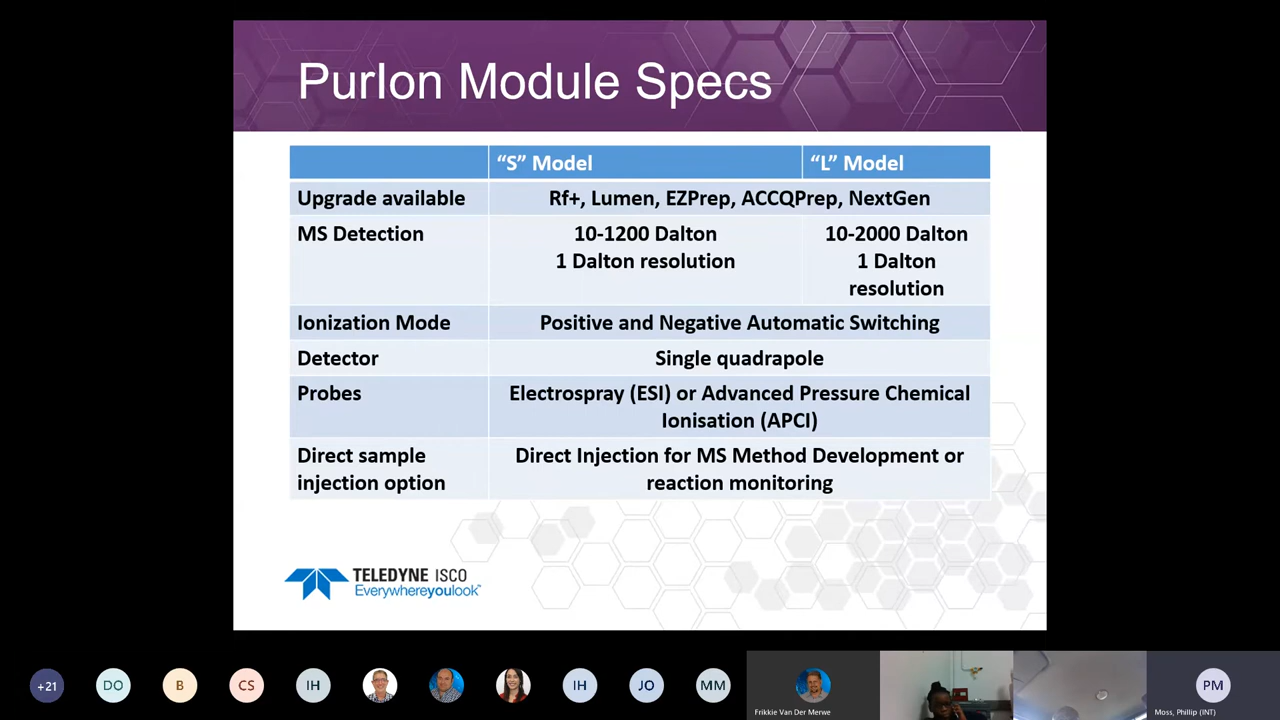 PurIon Module Specs
“S” Model “L” Model
Upgrade available Rf+, Lumen, EZPrep, ACCQPrep, NextGen
MS Detection 10-1200 Dalton 10-2000 Dalton
1 Dalton resolution 1 Dalton
resolution
Ionization Mode Positive and Negative Automatic Switching
Detector Single quadrapole
Probes Electrospray (ESI) or Advanced Pressure Chemical
Ionisation (APCI)
Direct sample Direct Injection for MS Method Development or
injection option reaction monitoring
TELEDYNE ISCO
Everywhereyoulook™
+21 DO B CS IH IH JO MM PM
Frikkie Van Der Merwe Moss, Phillip (INT)